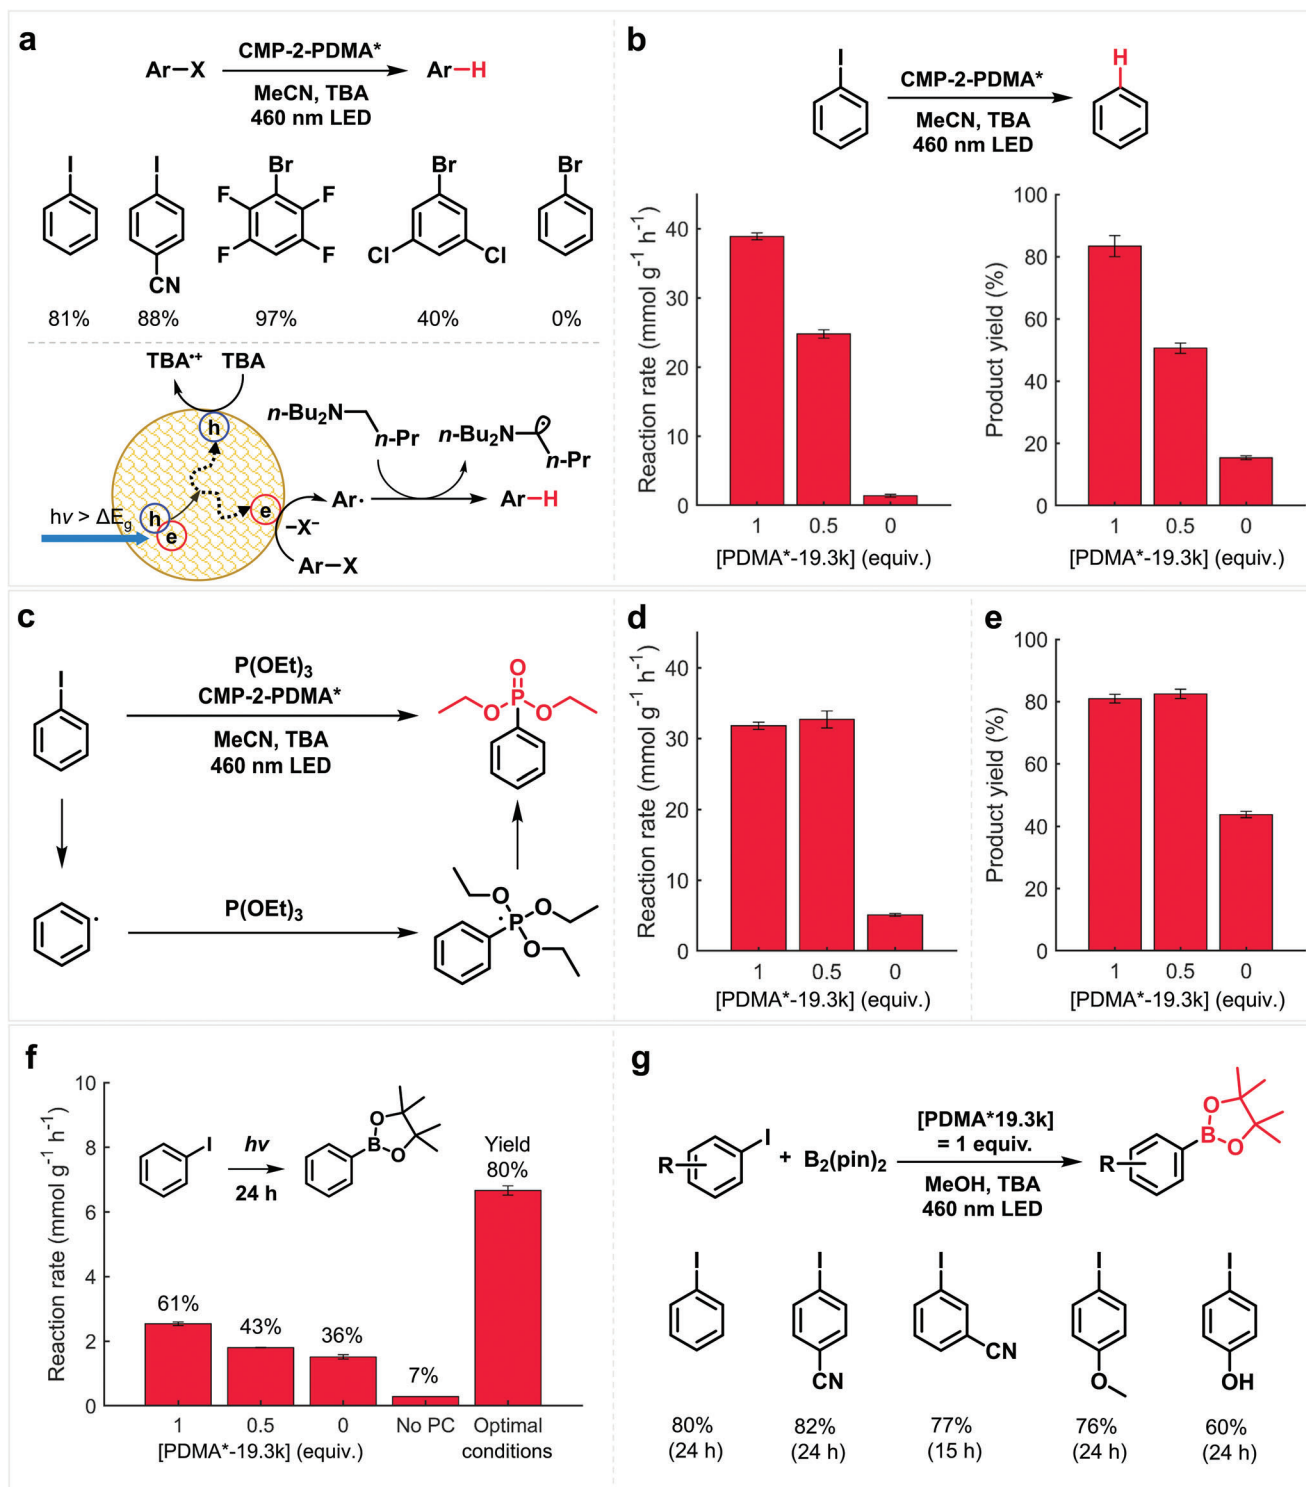 a
CMP-2-PDMA*
Ar–X
Ar–H
MeCN, TBA
460 nm LED
I
I
Br
Br
Br
F
F
F
F
Cl
Cl
CN
81%
88%
97%
40%
0%
TBA•+
TBA
h
h
e
e
hν > ΔEg
n-Bu2N
n-Pr
n-Bu2N
n-Pr
Ar·
Ar–H
–X–
Ar–X
b
I
H
CMP-2-PDMA*
MeCN, TBA
460 nm LED
Reaction rate (mmol g–1 h–1)
40
30
20
10
0
1 0.5 0
[PDMA*-19.3k] (equiv.)
Product yield (%)
100
80
60
40
20
0
1 0.5 0
[PDMA*-19.3k] (equiv.)
c
I
P(OEt)3
CMP-2-PDMA*
MeCN, TBA
460 nm LED
O
P
O
O
P(OEt)3
O
P
O
O
d
Reaction rate (mmol g–1 h–1)
40
30
20
10
0
1 0.5 0
[PDMA*-19.3k] (equiv.)
e
Product yield (%)
100
80
60
40
20
0
1 0.5 0
[PDMA*-19.3k] (equiv.)
f
Reaction rate (mmol g–1 h–1)
10
8
6
4
2
0
I
hν
24 h
O
B
O
61%
43%
36%
7%
Yield
80%
1 0.5 0 No PC Optimal
[PDMA*-19.3k] (equiv.) conditions
g
R
I
+ B2(pin)2
[PDMA*19.3k]
= 1 equiv.
MeOH, TBA
460 nm LED
R
O
B
O
I
I
I
I
I
CN
CN
O
OH
80%
82%
77%
76%
60%
(24 h)
(24 h)
(15 h)
(24 h)
(24 h)